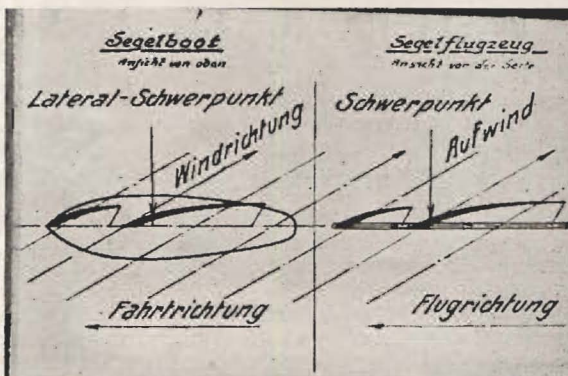 Segelboot
Ansicht von oben
Lateral-Schwerpunkt
Windrichtung
Fahrtrichtung
Segelflugzeug
Ansicht von der Seite
Schwerpunkt
Aufwind
Flugrichtung